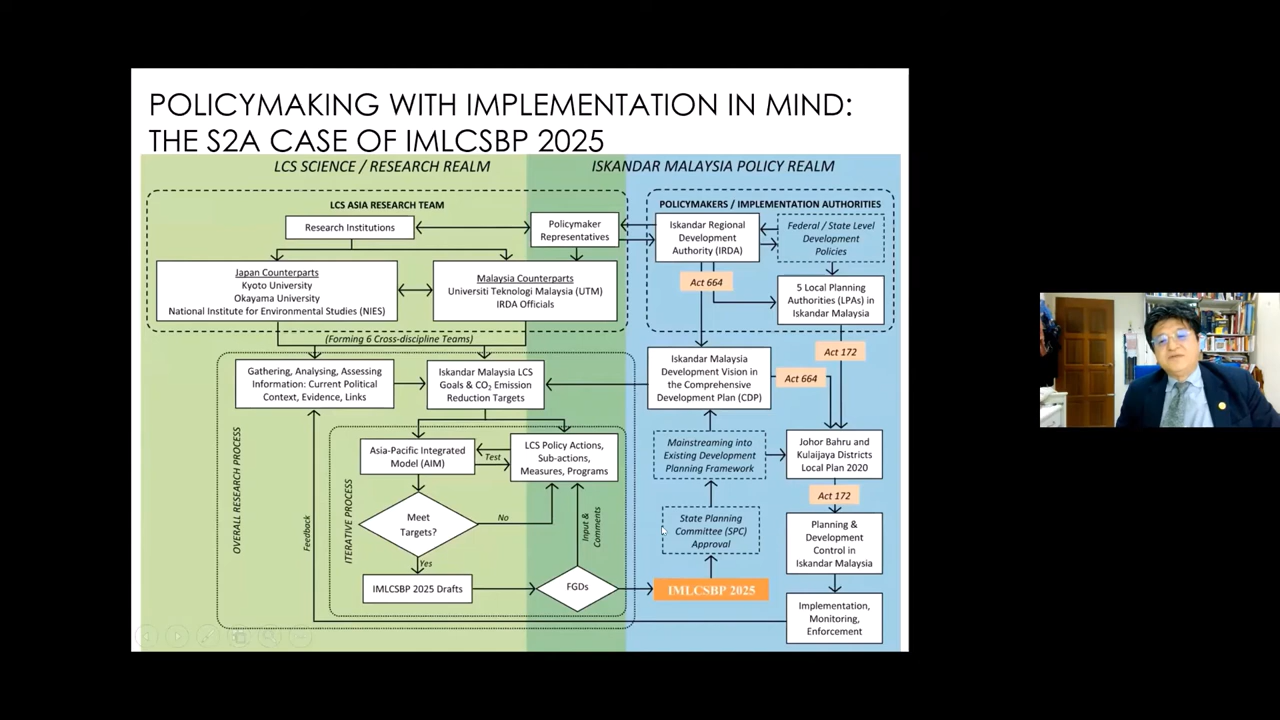 POLICYMAKING WITH IMPLEMENTATION IN MIND:
THE S2A CASE OF IMLCSBP 2025
LCS SCIENCE / RESEARCH REALM
ISKANDAR MALAYSIA POLICY REALM
LCS ASIA RESEARCH TEAM
Research Institutions
Policymaker
Representatives
Japan Counterparts
Kyoto University
Okayama University
National Institute for Environmental Studies (NIES)
Malaysia Counterparts
Universiti Teknologi Malaysia (UTM)
IRDA Officials
(Forming 6 Cross-discipline Teams)
POLICYMAKERS / IMPLEMENTATION AUTHORITIES
Iskandar Regional
Development
Authority (IRDA)
Federal / State Level
Development
Policies
Act 664
5 Local Planning
Authorities (LPAs) in
Iskandar Malaysia
Act 172
Gathering, Analysing, Assessing
Information: Current Political
Context, Evidence, Links
Iskandar Malaysia LCS
Goals & CO2 Emission
Reduction Targets
Iskandar Malaysia
Development Vision in
the Comprehensive
Development Plan (CDP)
Act 664
OVERALL RESEARCH PROCESS
Feedback
ITERATIVE PROCESS
Asia-Pacific Integrated
Model (AIM)
Test
LCS Policy Actions,
Sub-actions,
Measures, Programs
Mainstreaming into
Existing Development
Planning Framework
Johor Bahru and
Kulaijaya Districts
Local Plan 2020
Act 172
Meet
Targets?
No
Yes
Input &
Comments
State Planning
Committee (SPC)
Approval
Planning &
Development
Control in
Iskandar Malaysia
IMLCSBP 2025 Drafts
FGDs
IMLCSBP 2025
Implementation,
Monitoring,
Enforcement